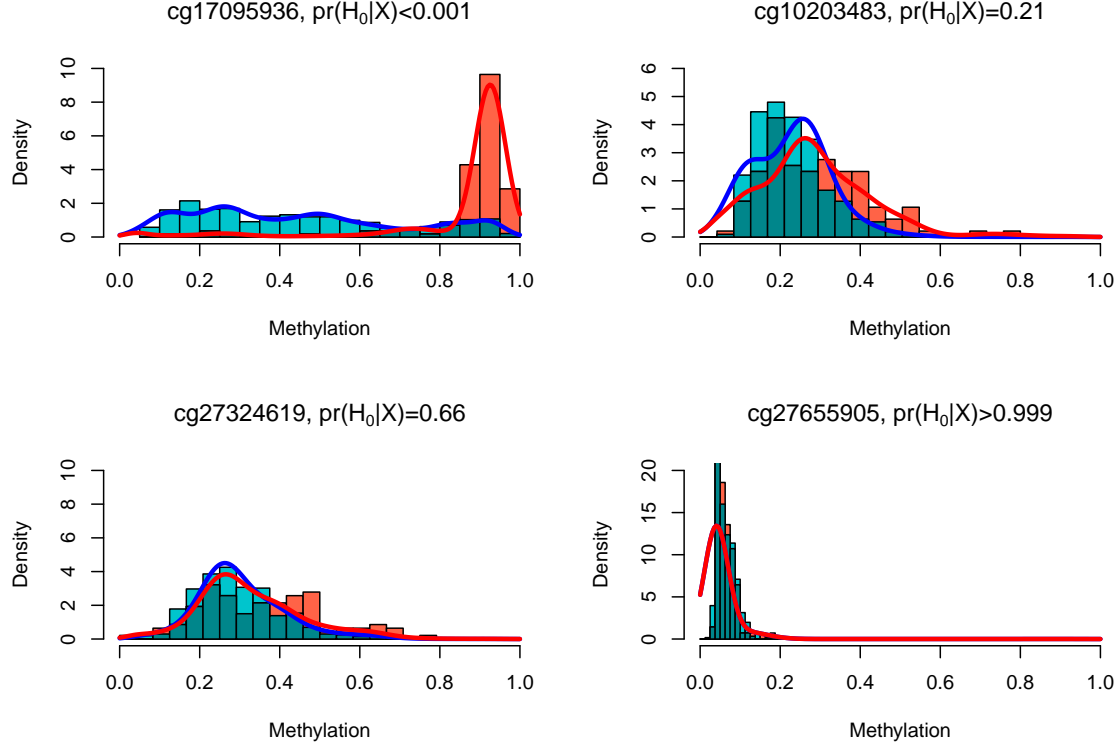 cg17095936, pr(H₀|X)<0.001
Density
10
8
6
4
2
0
0.0 0.2 0.4 0.6 0.8 1.0
Methylation
cg10203483, pr(H₀|X)=0.21
Density
6
5
4
3
2
1
0
0.0 0.2 0.4 0.6 0.8 1.0
Methylation
cg27324619, pr(H₀|X)=0.66
Density
10
8
6
4
2
0
0.0 0.2 0.4 0.6 0.8 1.0
Methylation
cg27655905, pr(H₀|X)>0.999
Density
20
15
10
5
0
0.0 0.2 0.4 0.6 0.8 1.0
Methylation